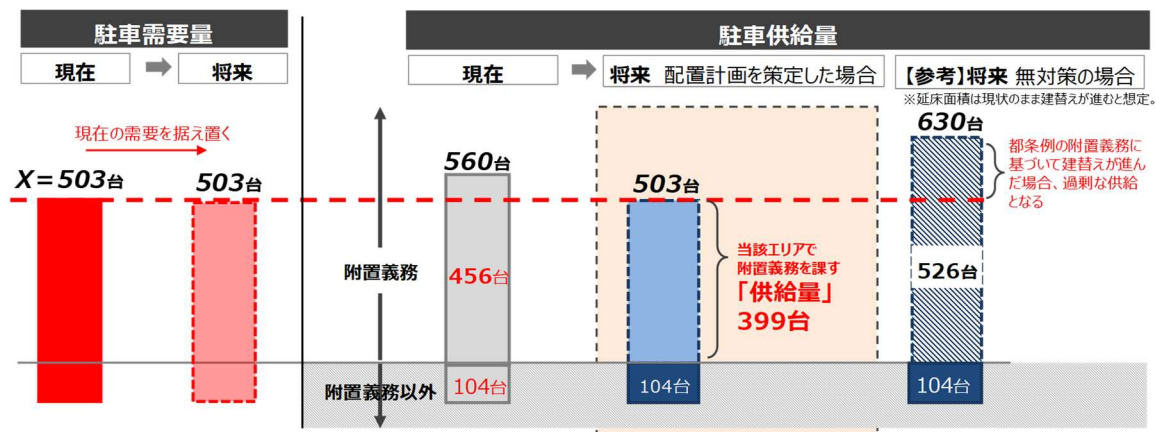 駐車需要量
現在
将来
現在の需要を据え置く
X=503台
503台
駐車供給量
現在
将来 配置計画を策定した場合
【参考】将来 無対策の場合
※延床面積は現状のまま建替えが進むと想定。
附置義務
附置義務以外
560台
456台
104台
503台
当該エリアで
附置義務を課す
「供給量」
399台
104台
630台
都条例の附置義務に
基づいて建替えが進ん
だ場合、過剰な供給
となる
526台
104台